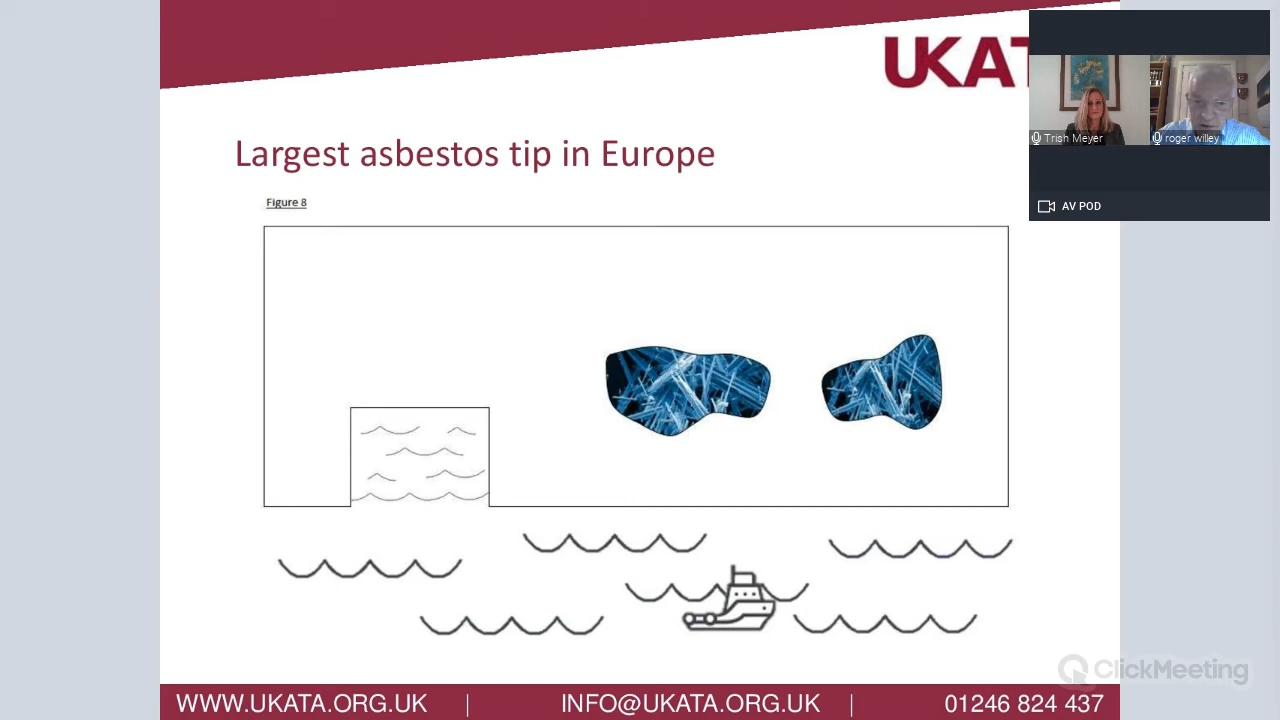 UKAT
Largest asbestos tip in Europe
Figure 8
Trish Meyer
roger willey
AV POD
ClickMeeting
WWW.UKATA.ORG.UK | INFO@UKATA.ORG.UK | 01246 824 437